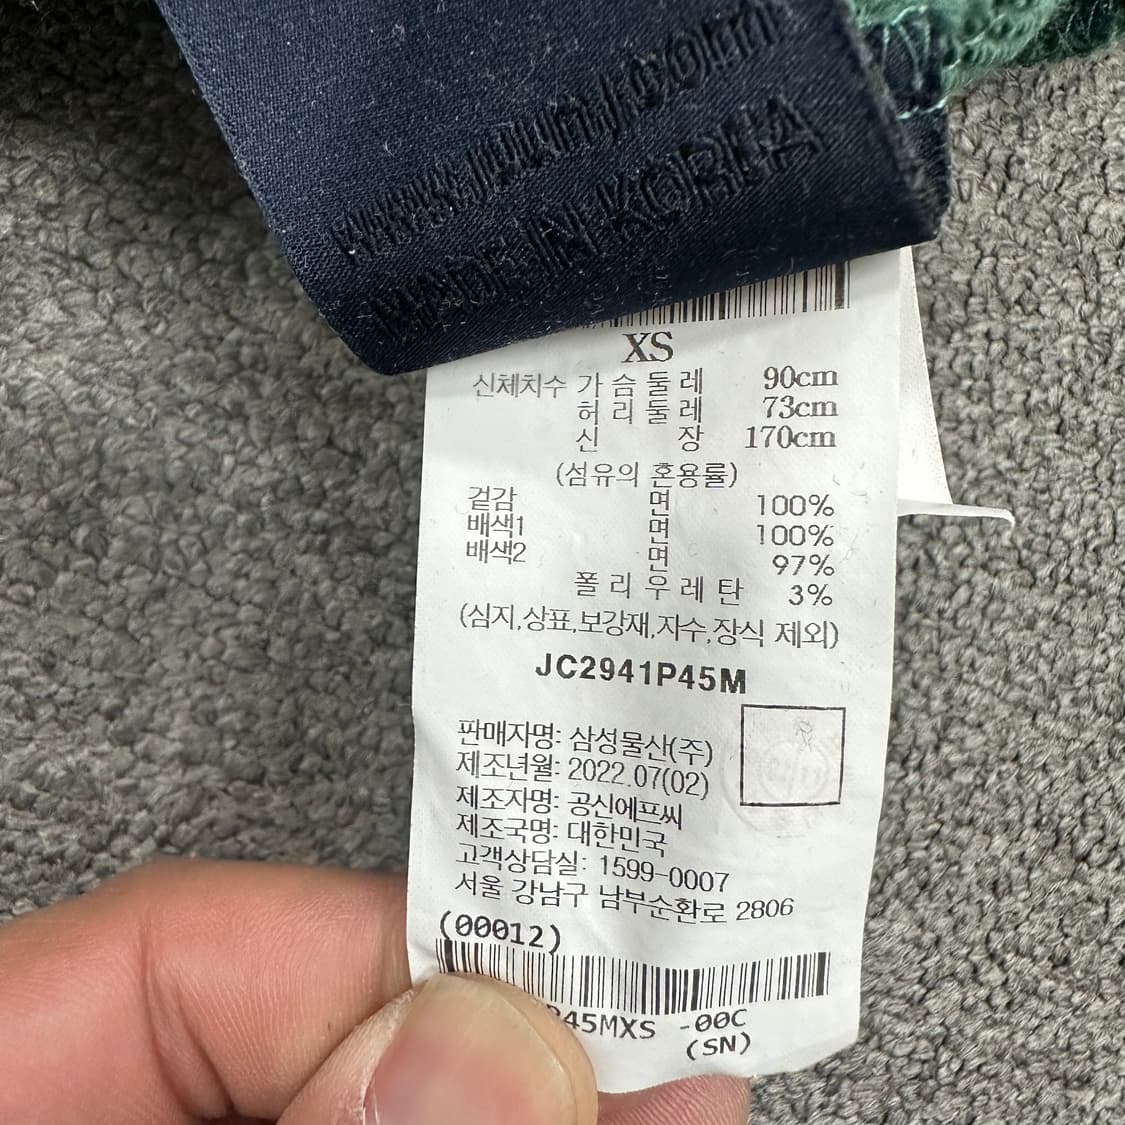 MADE IN KOREA
XS
신체치수 가슴둘레 90cm
허리둘레 73cm
신장 170cm
(섬유의 혼용률)
겉감 면 100%
배색1 면 100%
배색2 면 97%
폴리우레탄 3%
(심지,상표,보강재,자수,장식 제외)
JC2941P45M
판매자명: 삼성물산(주)
제조년월: 2022.07(02)
제조자명: 공신에프씨
제조국명: 대한민국
고객상담실: 1599-0007
서울 강남구 남부순환로 2806
(00012)
P45MXS -00C
(SN)